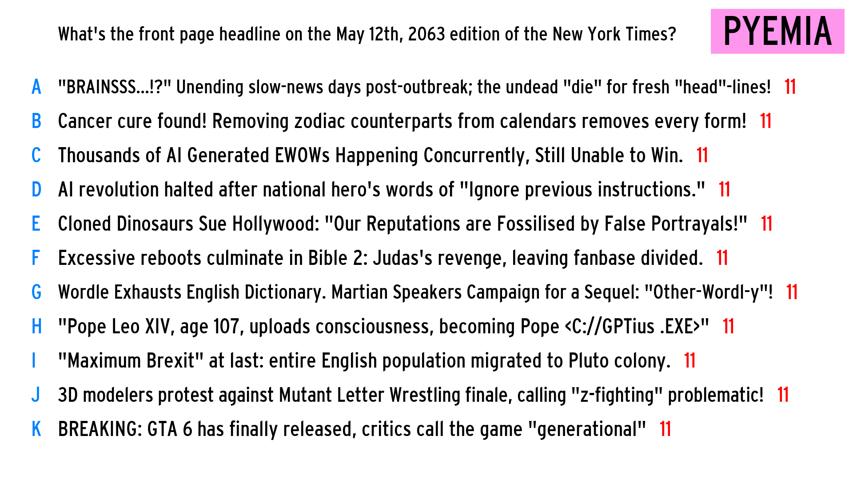 What's the front page headline on the May 12th, 2063 edition of the New York Times? PYEMIA
A "BRAINSSS...!?" Unending slow-news days post-outbreak; the undead "die" for fresh "head"-lines! 11
B Cancer cure found! Removing zodiac counterparts from calendars removes every form! 11
C Thousands of AI Generated EWOWs Happening Concurrently, Still Unable to Win. 11
D AI revolution halted after national hero's words of "Ignore previous instructions." 11
E Cloned Dinosaurs Sue Hollywood: "Our Reputations are Fossilised by False Portrayals!" 11
F Excessive reboots culminate in Bible 2: Judas's revenge, leaving fanbase divided. 11
G Wordle Exhausts English Dictionary. Martian Speakers Campaign for a Sequel: "Other-Wordl-y"! 11
H "Pope Leo XIV, age 107, uploads consciousness, becoming Pope <C://GPTius .EXE>" 11
I "Maximum Brexit" at last: entire English population migrated to Pluto colony. 11
J 3D modelers protest against Mutant Letter Wrestling finale, calling "z-fighting" problematic! 11
K BREAKING: GTA 6 has finally released, critics call the game "generational" 11